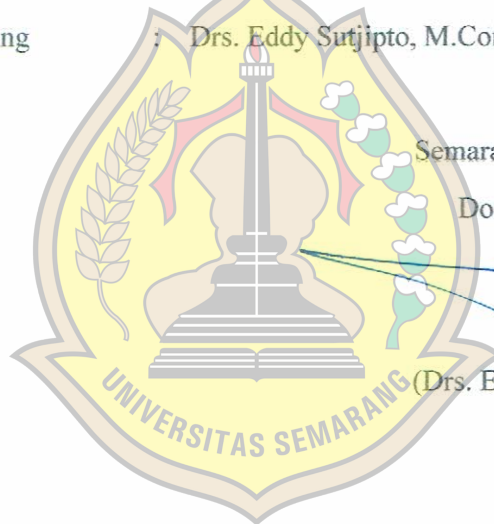 ng : Drs. Eddy Sutjipto, M.Co
Semara
Do
(Drs. E
UNIVERSITAS SEMARANG